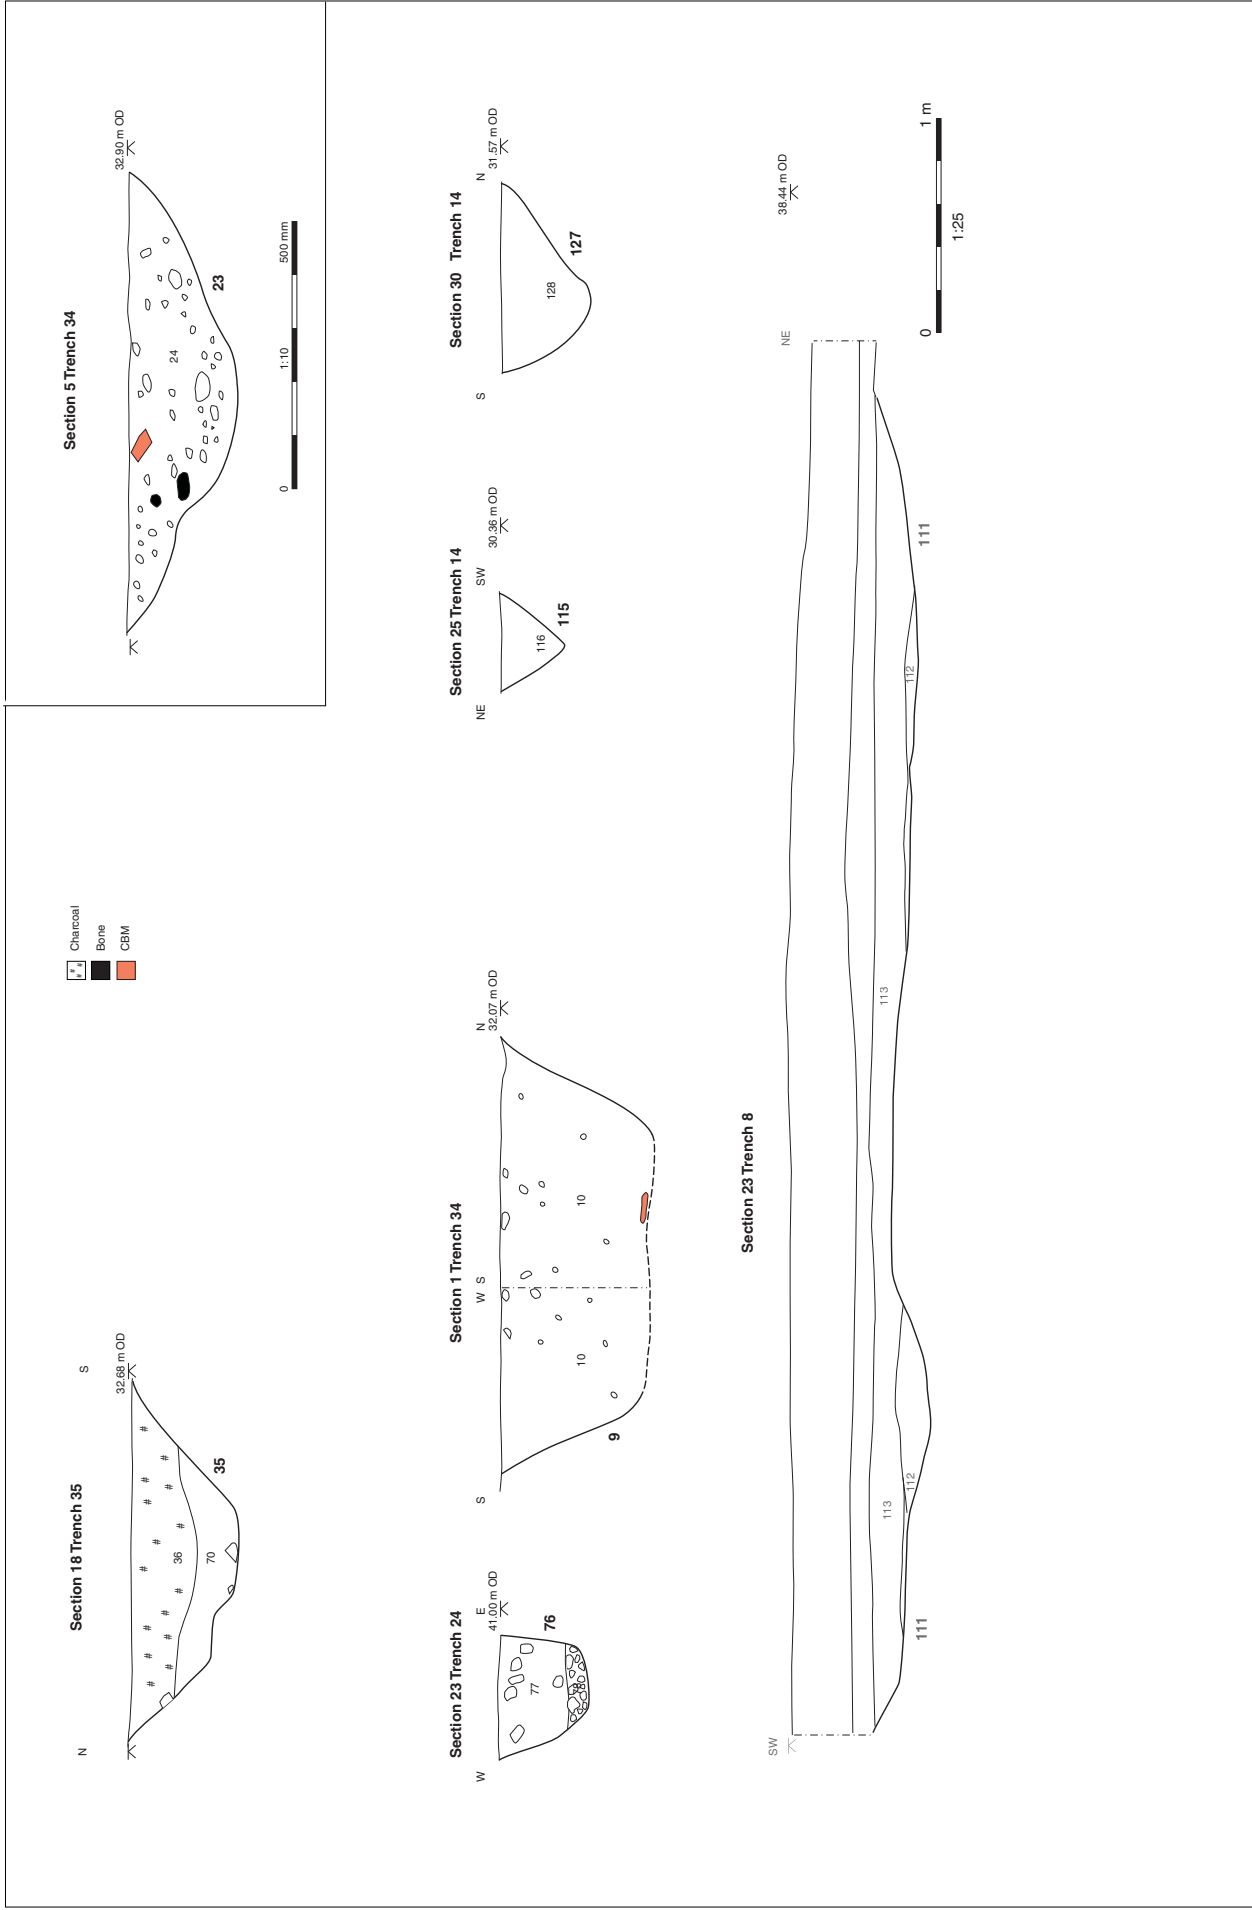 Section 18 Trench 35
N
S
32.68 m OD
36
70
35
Charcoal
Bone
CBM
Section 5 Trench 34
32.90 m OD
24
23
0
1:10
500 mm
Section 23 Trench 24
W
E
41.00 m OD
77
76
Section 1 Trench 34
S
W
S
N
32.07 m OD
10
10
9
Section 25 Trench 14
NE
SW
30.36 m OD
116
115
Section 30 Trench 14
S
N
31.57 m OD
128
127
Section 23 Trench 8
SW
NE
38.44 m OD
113
112
111
113
112
111
0
1 m
1:25